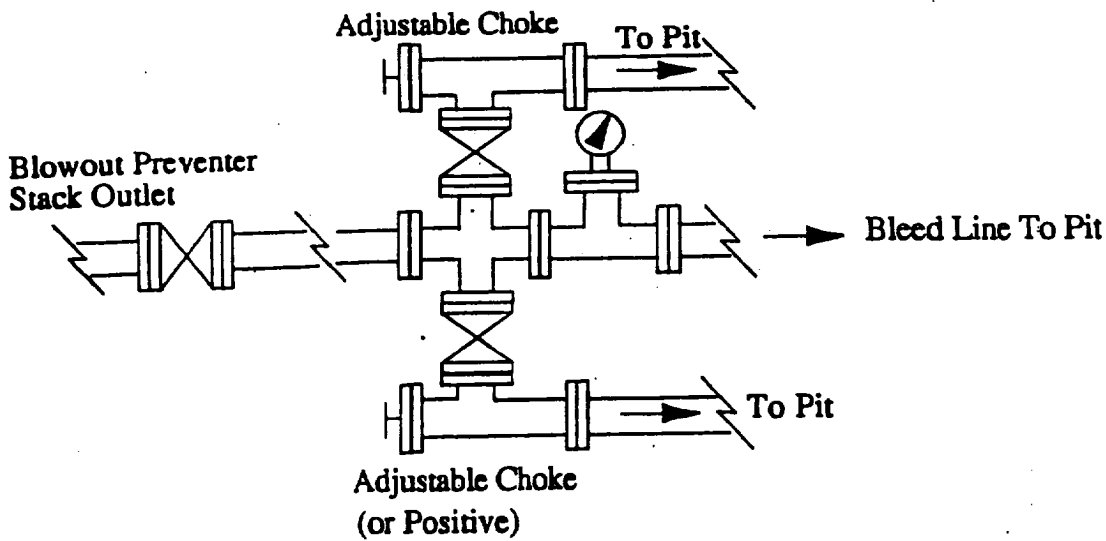 Adjustable Choke
To Pit
Blowout Preventer
Stack Outlet
Bleed Line To Pit
To Pit
Adjustable Choke
(or Positive)